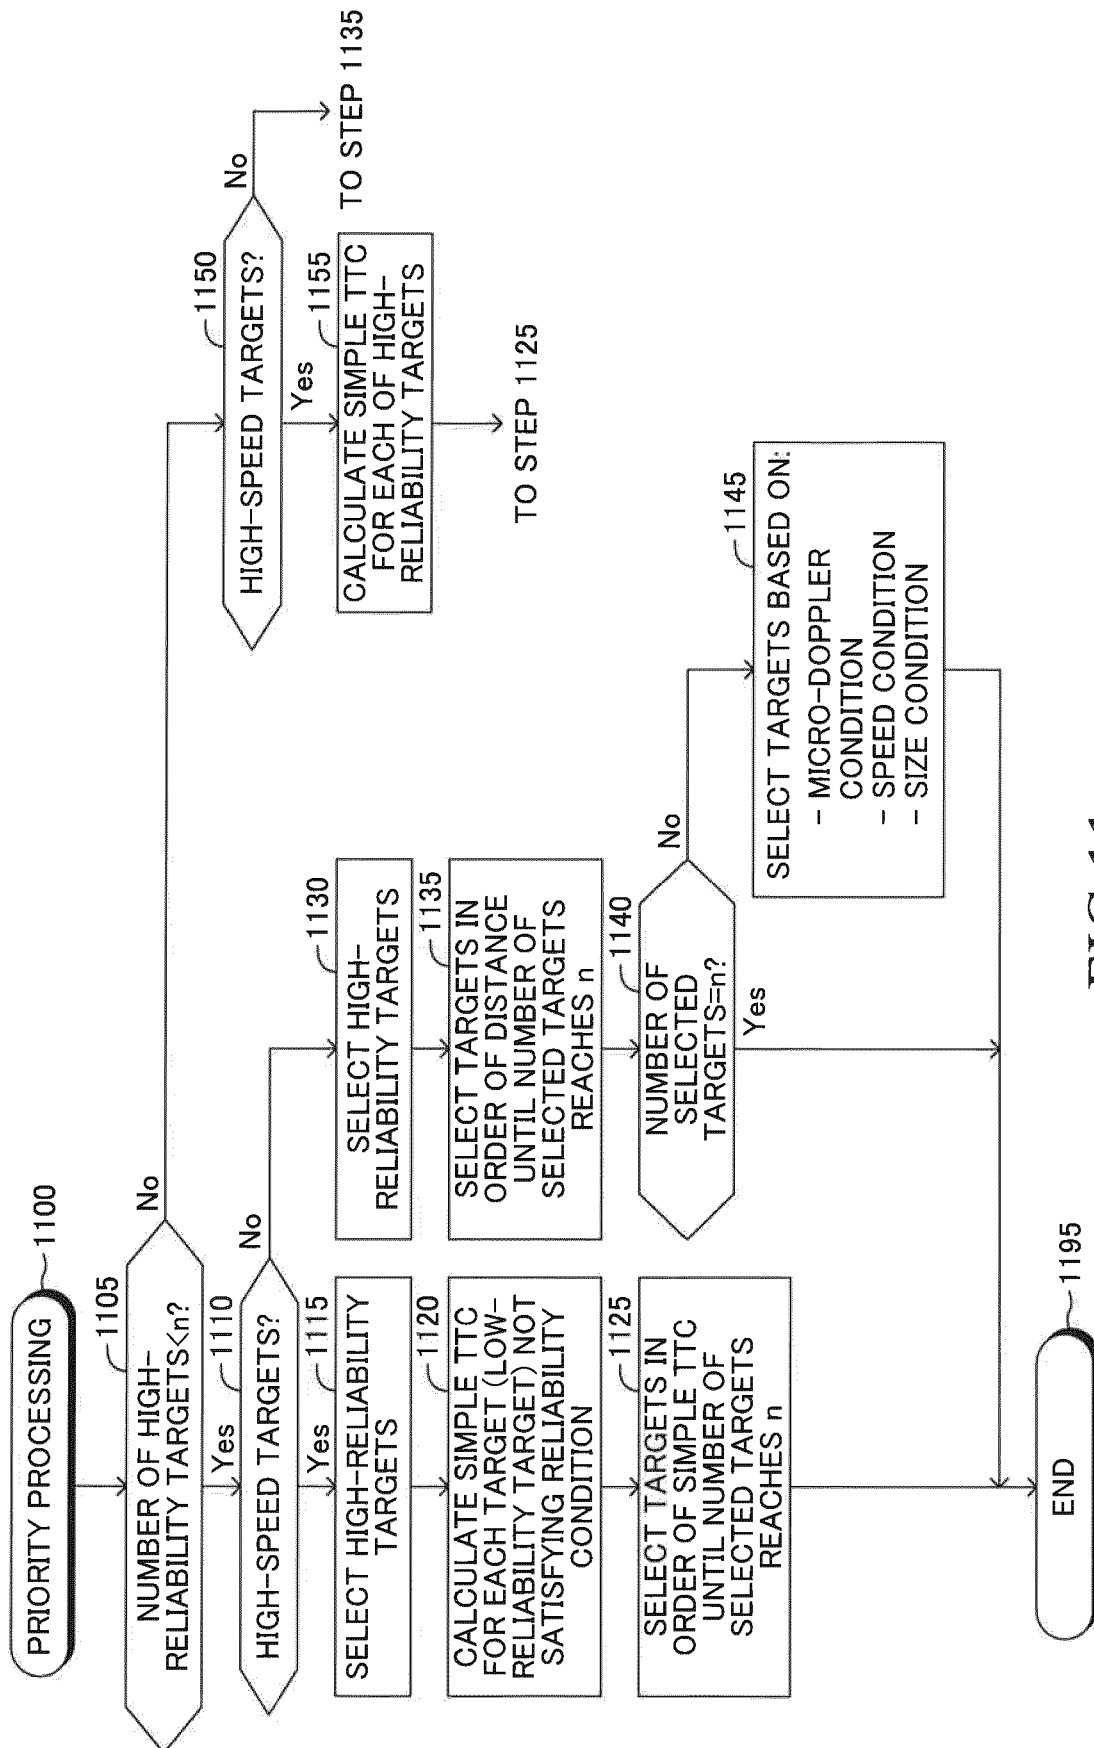 PRIORITY PROCESSING
1100
1105
NUMBER OF HIGH-
RELIABILITY TARGETS<n?
No
Yes
1110
HIGH-SPEED TARGETS?
No
Yes
1115
SELECT HIGH-RELIABILITY
TARGETS
1120
CALCULATE SIMPLE TTC
FOR EACH TARGET (LOW-
RELIABILITY TARGET) NOT
SATISFYING RELIABILITY
CONDITION
1125
SELECT TARGETS IN
ORDER OF SIMPLE TTC
UNTIL NUMBER OF
SELECTED TARGETS
REACHES n
1130
SELECT HIGH-
RELIABILITY TARGETS
1135
SELECT TARGETS IN
ORDER OF DISTANCE
UNTIL NUMBER OF
SELECTED TARGETS
REACHES n
1140
NUMBER OF
SELECTED
TARGETS=n?
No
Yes
1145
SELECT TARGETS BASED ON:
- MICRO-DOPPLER
CONDITION
- SPEED CONDITION
- SIZE CONDITION
1150
HIGH-SPEED TARGETS?
No
TO STEP 1135
Yes
1155
CALCULATE SIMPLE TTC
FOR EACH OF HIGH-
RELIABILITY TARGETS
TO STEP 1125
END
1195